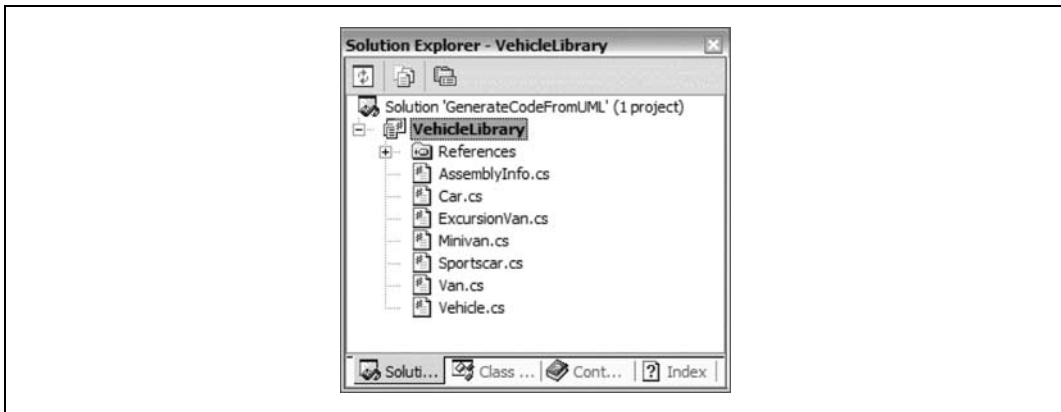 Solution Explorer - VehicleLibrary
Solution 'GenerateCodeFromUML' (1 project)
VehicleLibrary
References
AssemblyInfo.cs
Car.cs
ExcursionVan.cs
Minivan.cs
Sportscar.cs
Van.cs
Vehicle.cs
Soluti... Class ... Cont... Index